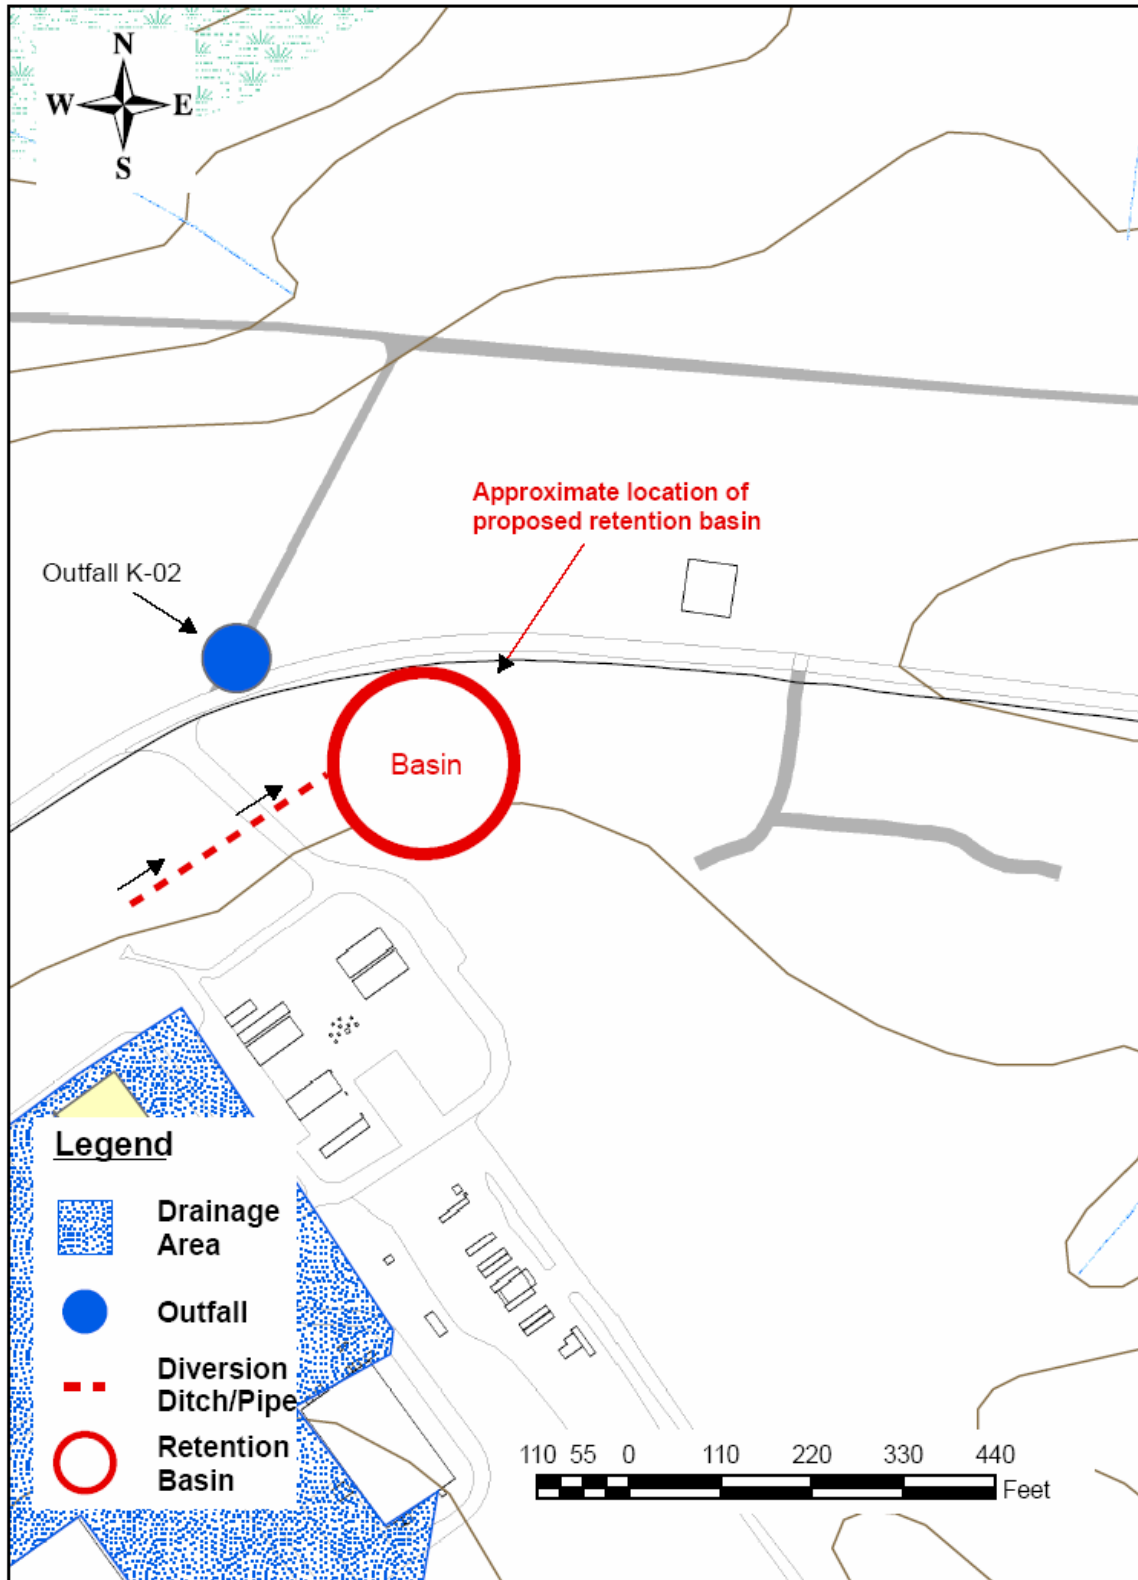 N
W E
S
Approximate location of
proposed retention basin
Outfall K-02
Basin
Legend
Drainage
Area
Outfall
Diversion
Ditch/Pipe
Retention
Basin
110 55 0 110 220 330 440
Feet